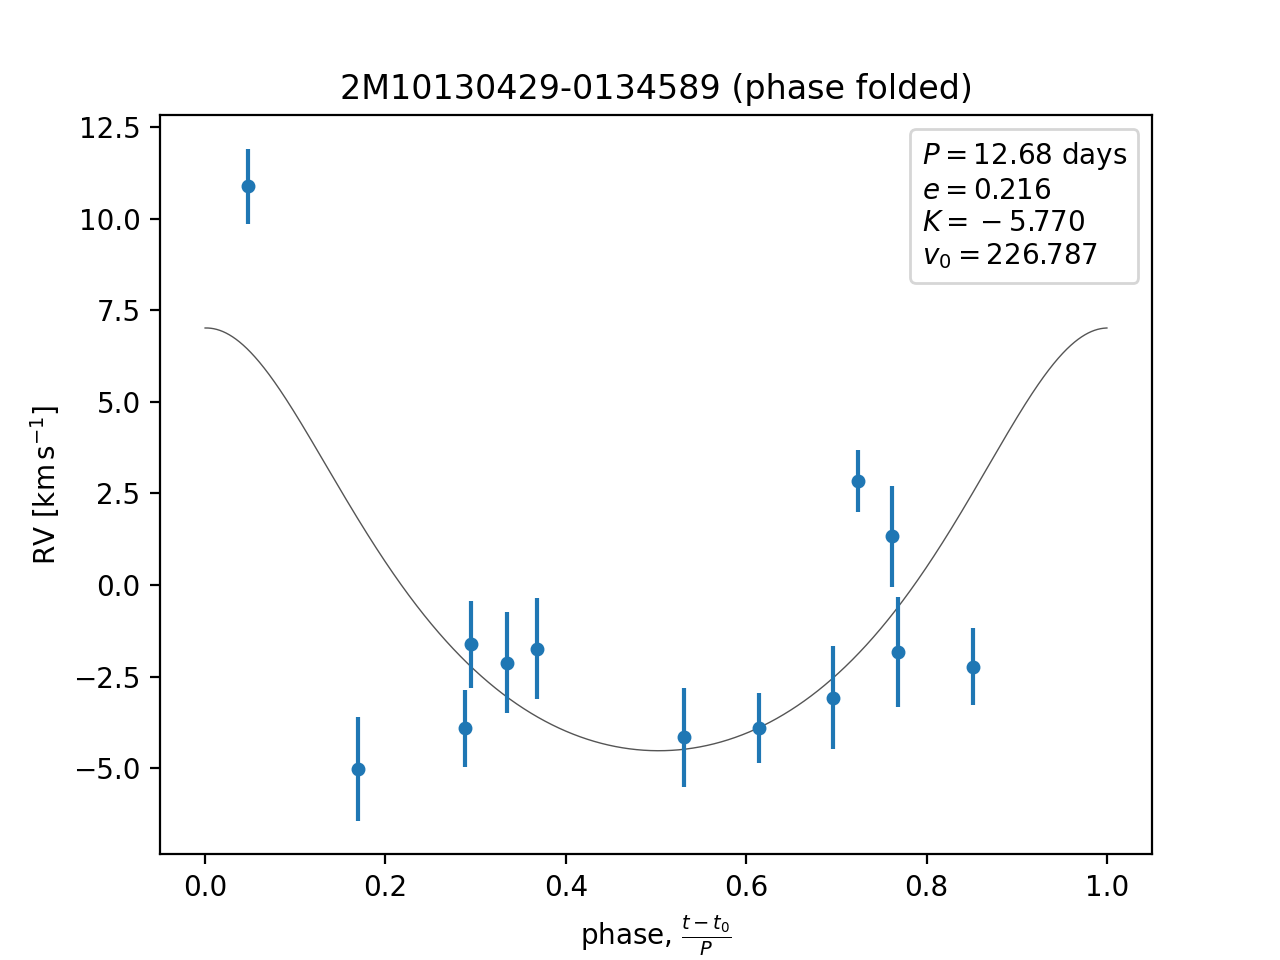 2M10130429-0134589 (phase folded)
P = 12.68 days
e = 0.216
K = −5.770
v₀ = 226.787
12.5
10.0
7.5
5.0
2.5
0.0
−2.5
−5.0
RV [km s⁻¹]
0.0 0.2 0.4 0.6 0.8 1.0
phase, (t − t₀)/P